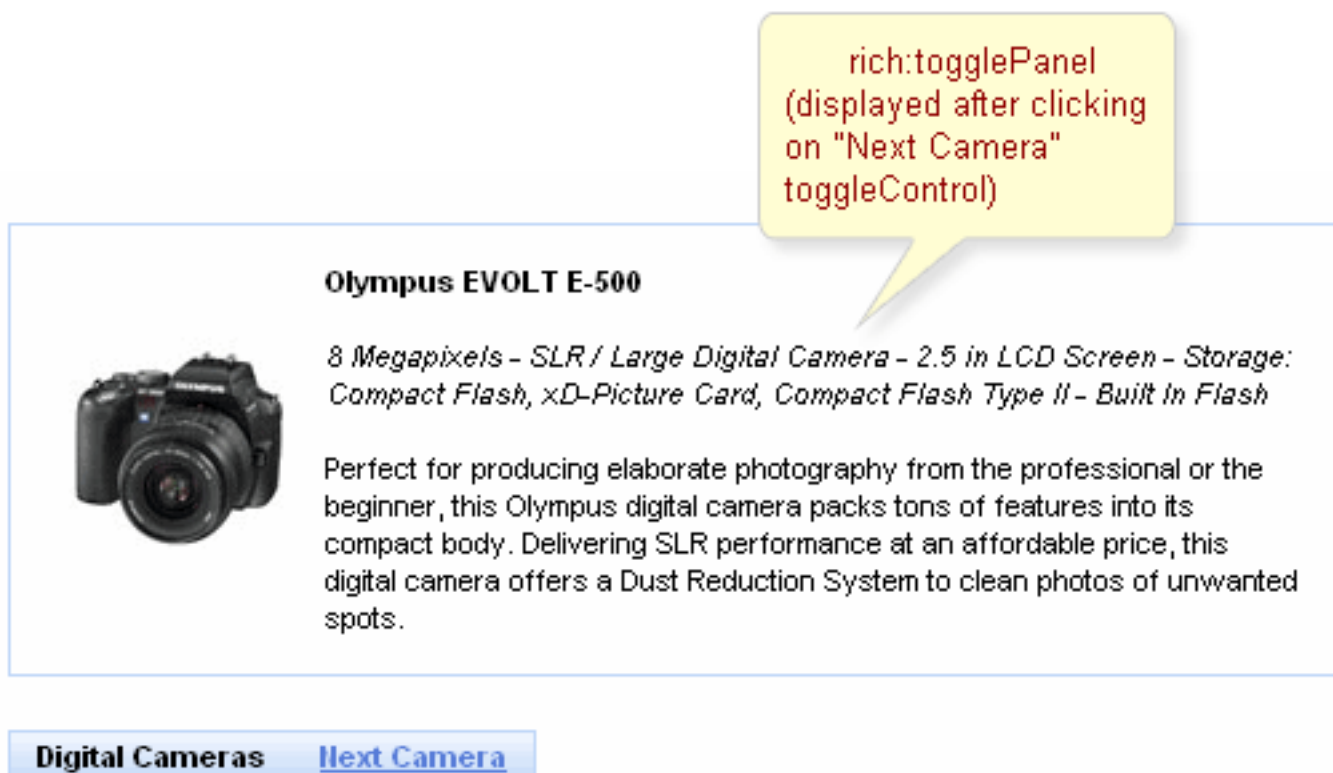 rich:togglePanel
(displayed after clicking
on "Next Camera"
toggleControl)
Olympus EVOLT E-500
8 Megapixels - SLR / Large Digital Camera - 2.5 in LCD Screen - Storage:
Compact Flash, xD-Picture Card, Compact Flash Type II - Built In Flash
OLYMPUS
Perfect for producing elaborate photography from the professional or the
beginner, this Olympus digital camera packs tons of features into its
compact body. Delivering SLR performance at an affordable price, this
digital camera offers a Dust Reduction System to clean photos of unwanted
spots.
Digital Cameras Next Camera